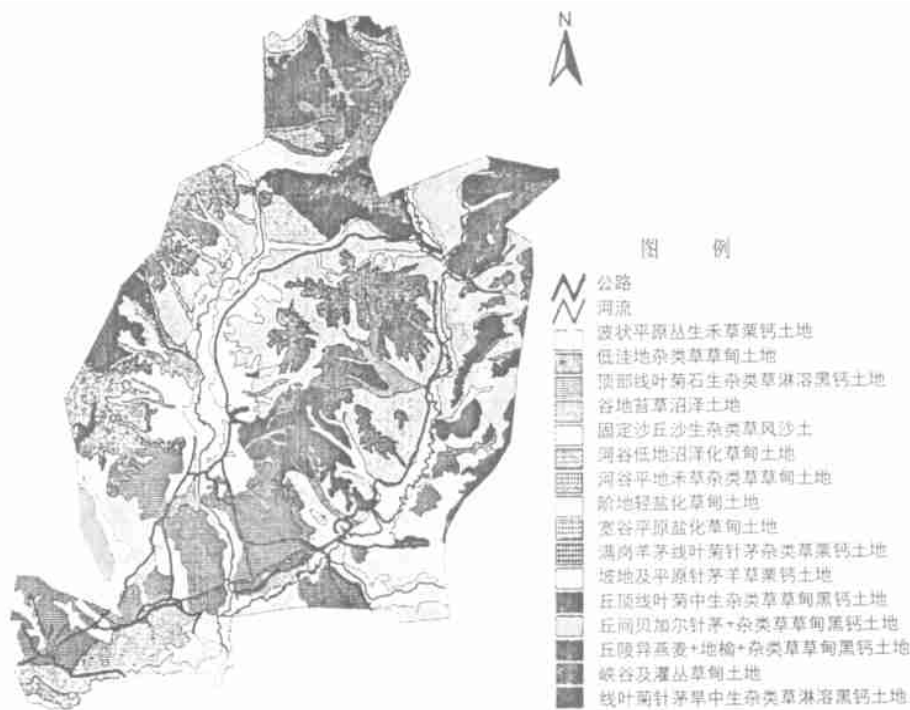 N
图 例
公路
河流
波状平原丛生禾草栗钙土地
低洼地杂类草草甸土地
顶部线叶菊石生杂类草淋溶黑钙土地
谷地苔草沼泽土地
固定沙丘沙生杂类草风沙土
河谷低地沼泽化草甸土地
河谷平地禾草杂类草草甸土地
阶地轻盐化草甸土地
宽谷平原盐化草甸土地
漫岗羊茅线叶菊针茅杂类草黑钙土地
坡地及平原针茅羊草栗钙土地
丘顶线叶菊中生杂类草草甸黑钙土地
丘间贝加尔针茅+杂类草草甸黑钙土地
丘陵异燕麦+地榆+杂类草草甸黑钙土地
峡谷及灌丛草甸土地
线叶菊针茅旱中生杂类草淋溶黑钙土地